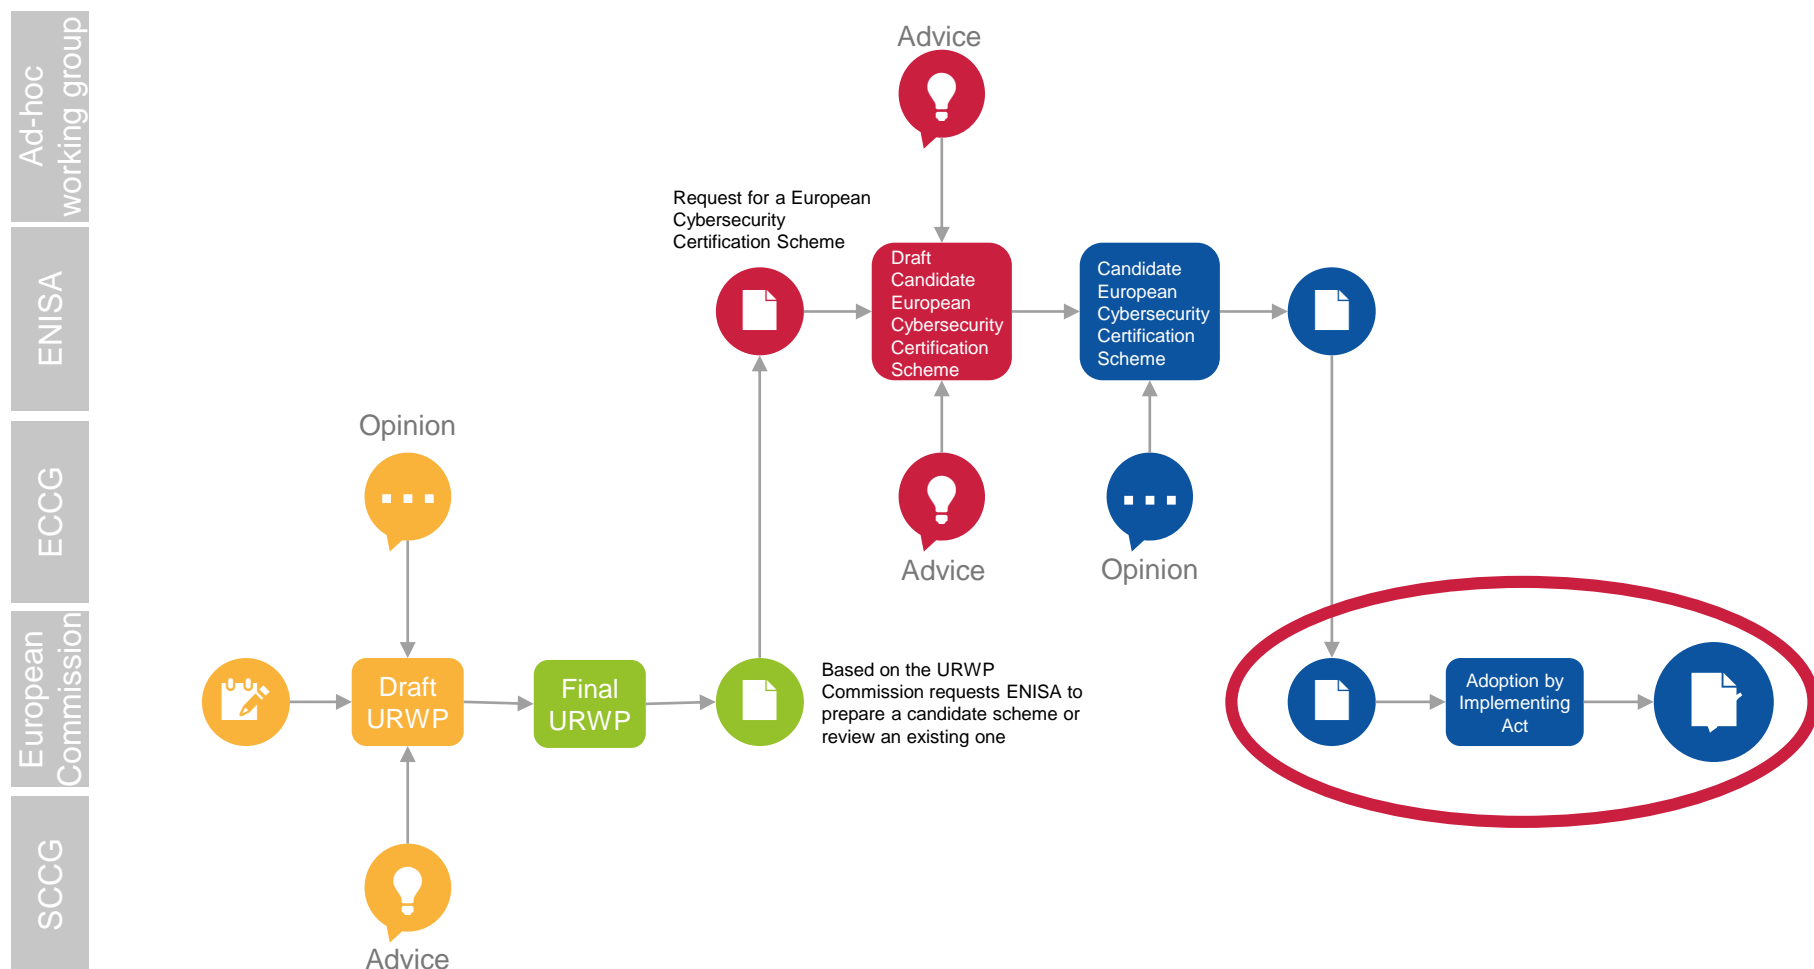 Ad-hoc
working group
ENISA
ECCG
European
Commission
SCCG
Advice
Request for a European
Cybersecurity
Certification Scheme
Draft
Candidate
European
Cybersecurity
Certification
Scheme
Candidate
European
Cybersecurity
Certification
Scheme
Opinion
Advice
Opinion
Draft
URWP
Final
URWP
Based on the URWP
Commission requests ENISA to
prepare a candidate scheme or
review an existing one
Adoption by
Implementing
Act
Advice